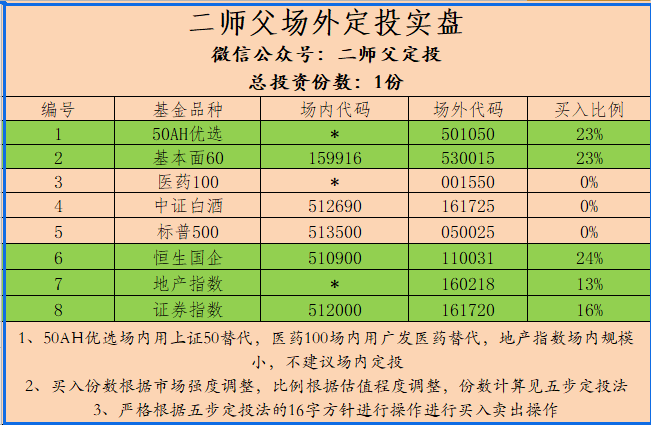 二师父场外定投实盘
微信公众号：二师父定投
总投资份数：1份
编号 基金品种 场内代码 场外代码 买入比例
1 50AH优选 * 501050 23%
2 基本面60 159916 530015 23%
3 医药100 * 001550 0%
4 中证白酒 512690 161725 0%
5 标普500 513500 050025 0%
6 恒生国企 510900 110031 24%
7 地产指数 * 160218 13%
8 证券指数 512000 161720 16%
1、50AH优选场内用上证50替代，医药100场内用广发医药替代，地产指数场内规模
小，不建议场内定投
2、买入份数根据市场强度调整，比例根据估值程度调整，份数计算见五步定投法
3、严格根据五步定投法的16字方针进行操作进行买入卖出操作